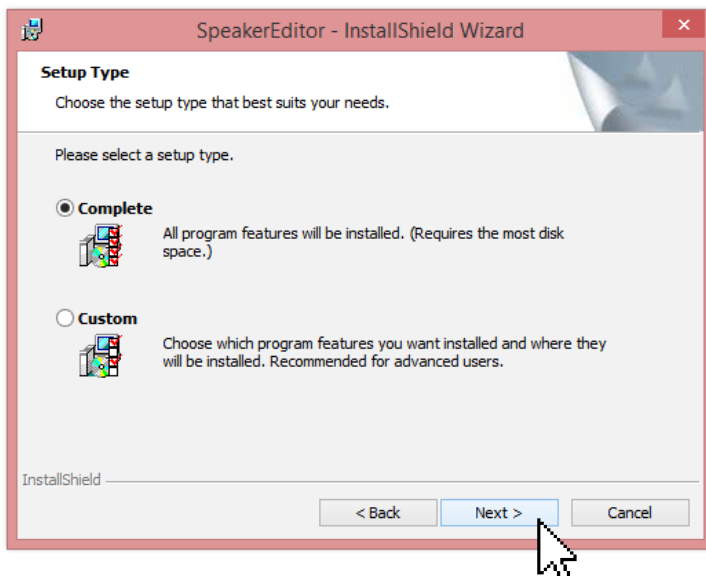 SpeakerEditor - InstallShield Wizard
Setup Type
Choose the setup type that best suits your needs.
Please select a setup type.
Complete
All program features will be installed. (Requires the most disk
space.)
Custom
Choose which program features you want installed and where they
will be installed. Recommended for advanced users.
InstallShield
< Back
Next >
Cancel